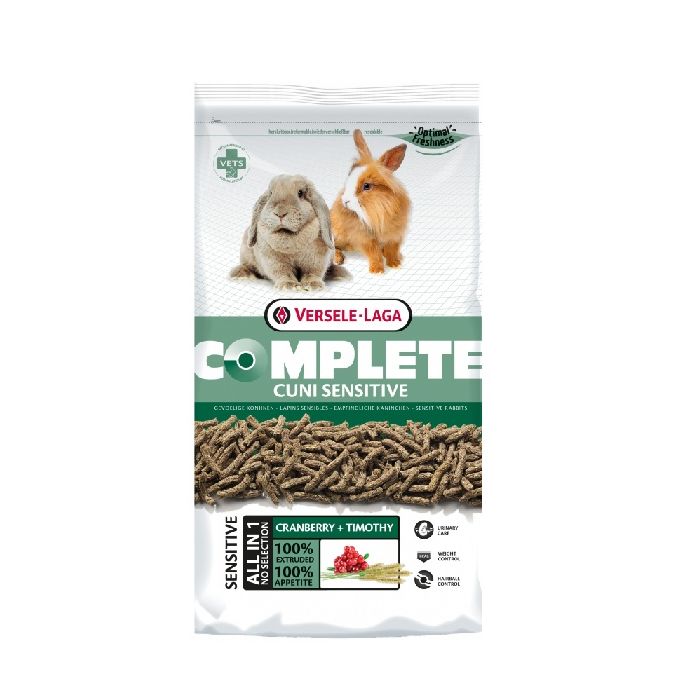 Optimal
Freshness
VETS
VERSELE-LAGA
COMPLETE
CUNI SENSITIVE
GEVOELIGE KONIJNEN - LAPINS SENSIBLES - EMPFINDLICHE KANINCHEN - SENSITIVE RABBITS
SENSITIVE
ALL IN 1
NO SELECTION
CRANBERRY + TIMOTHY
100%
EXTRUDED
100%
APPETITE
URINARY
CARE
WEIGHT
CONTROL
HAIRBALL
CONTROL